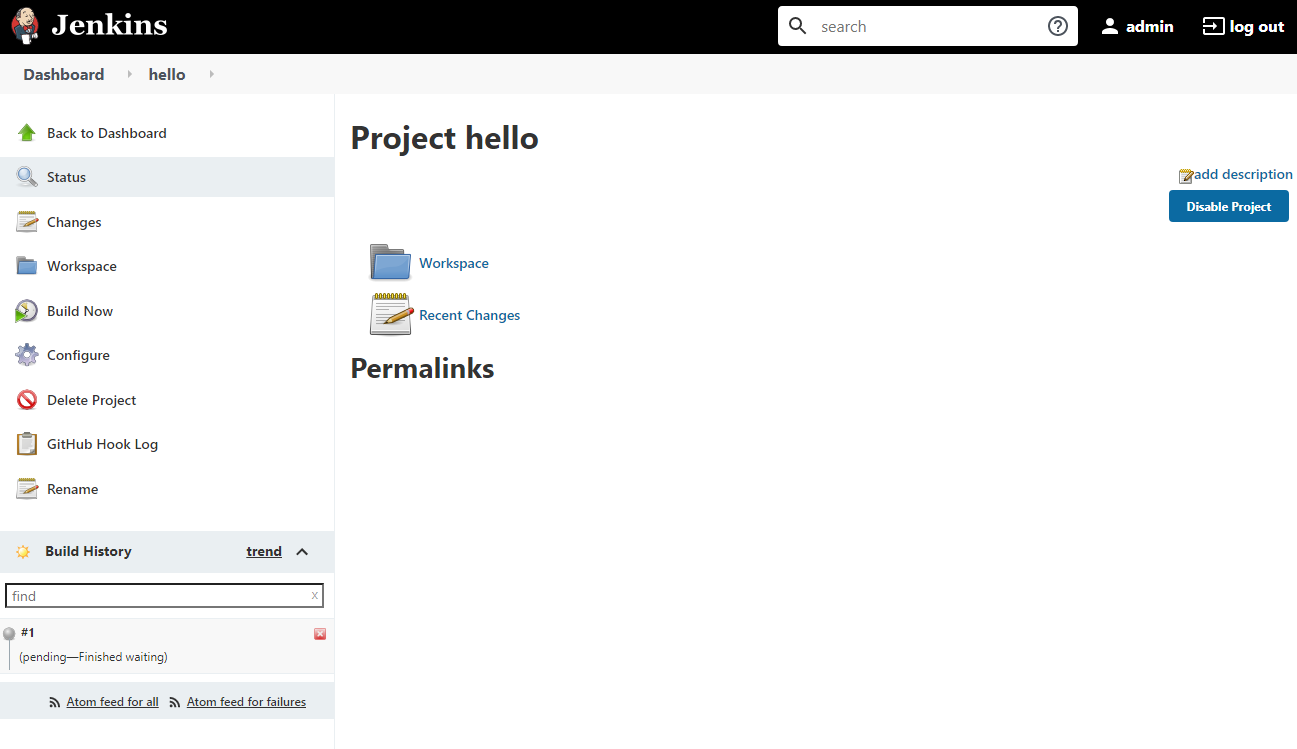 Jenkins
search
admin
log out
Dashboard hello
Back to Dashboard
Status
Changes
Workspace
Build Now
Configure
Delete Project
GitHub Hook Log
Rename
Build History trend
find x
#1
(pending—Finished waiting)
Atom feed for all Atom feed for failures
Project hello
add description
Disable Project
Workspace
Recent Changes
Permalinks